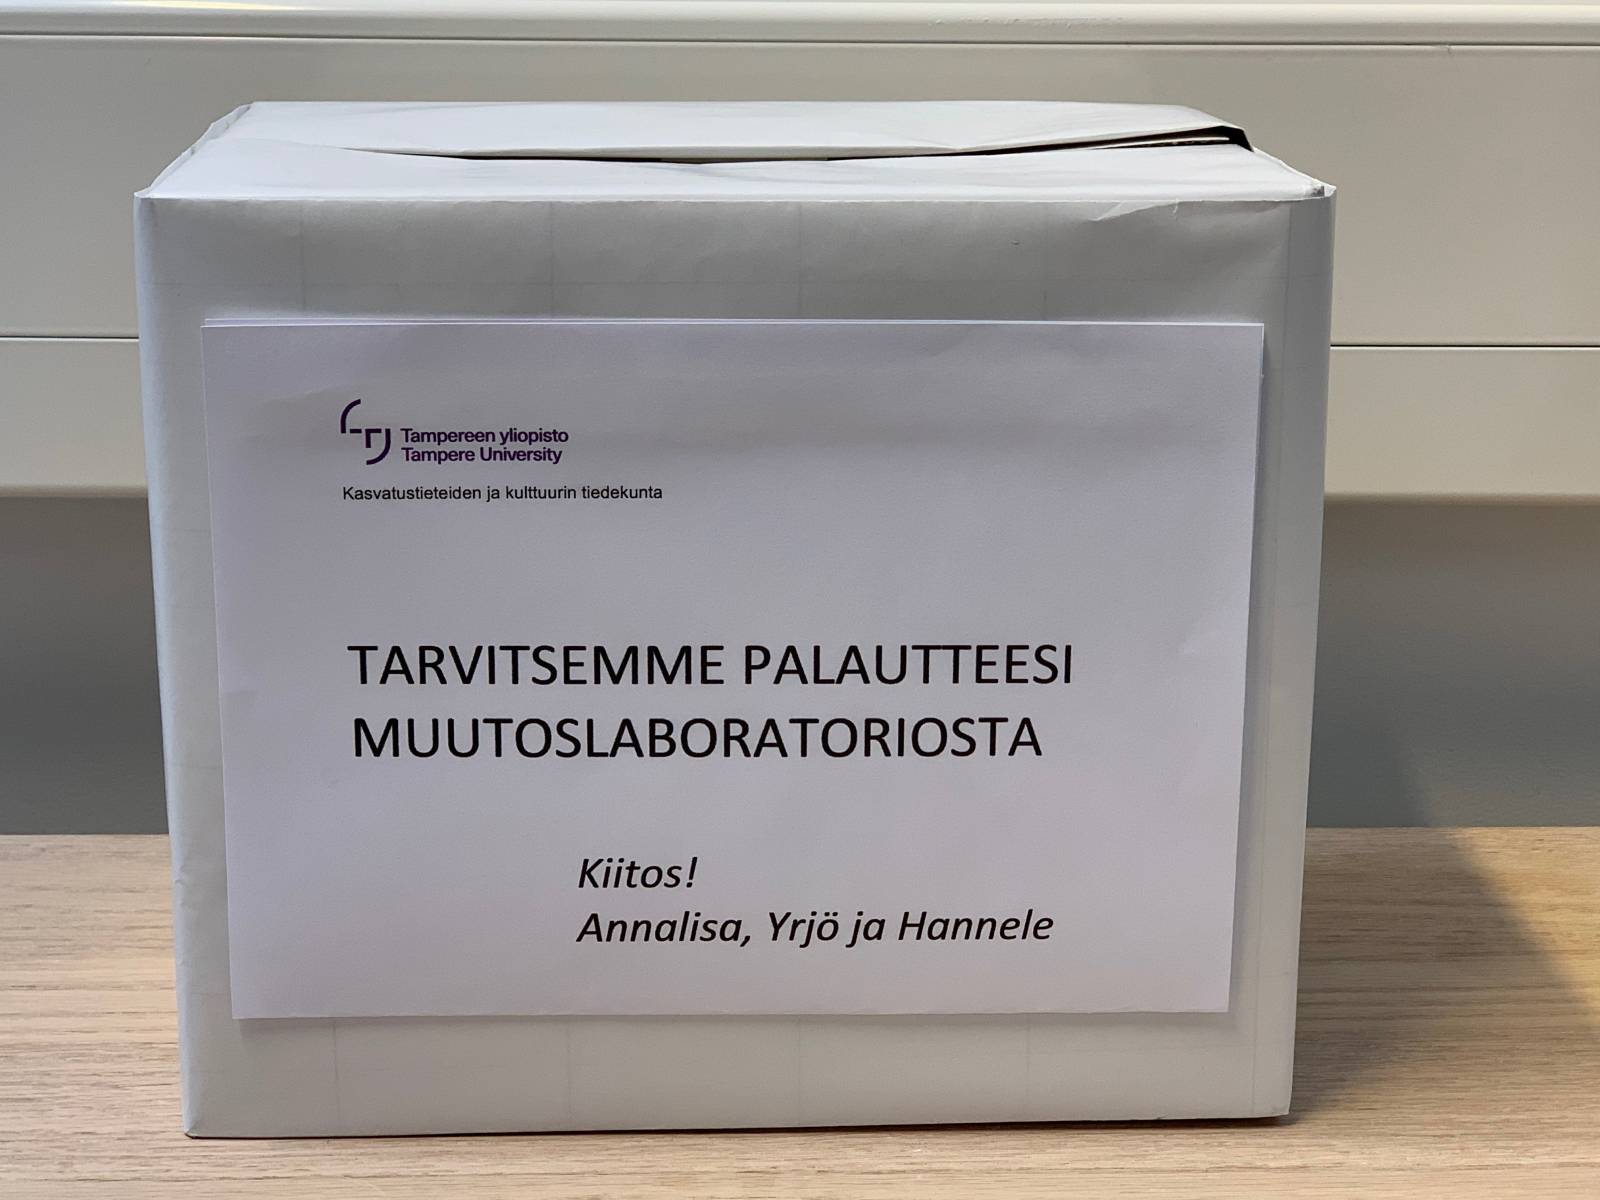 Tampereen yliopisto
Tampere University
Kasvatustieteiden ja kulttuurin tiedekunta
TARVITSEMME PALAUTTEESI
MUUTOSLABORATORIOSTA
Kiitos!
Annalisa, Yrjö ja Hannele